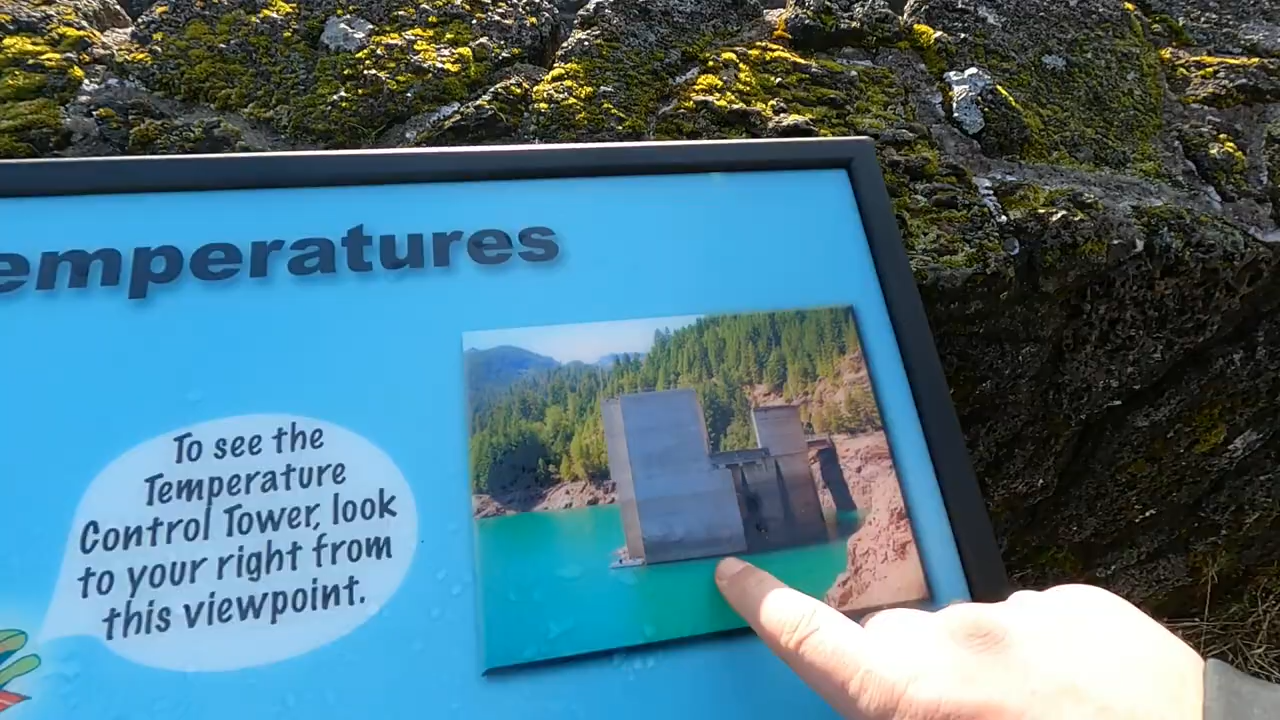 emperatures
To see the
Temperature
Control Tower, look
to your right from
this viewpoint.